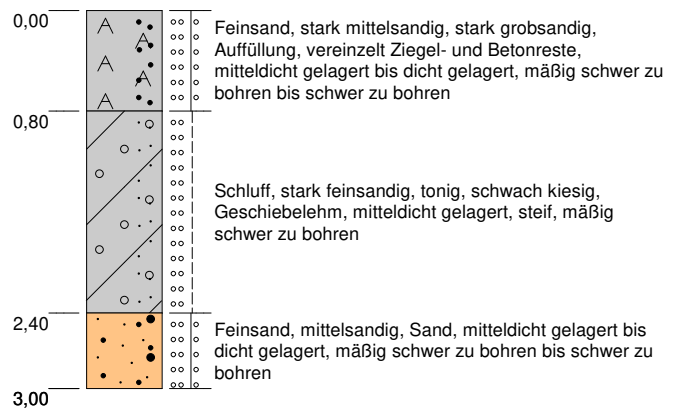 0,00
Feinsand, stark mittelsandig, stark grobsandig,
Auffüllung, vereinzelt Ziegel- und Betonreste,
mitteldicht gelagert bis dicht gelagert, mäßig schwer zu
bohren bis schwer zu bohren
A
A
A
A
A
0,80
Schluff, stark feinsandig, tonig, schwach kiesig,
Geschiebelehm, mitteldicht gelagert, steif, mäßig
schwer zu bohren
2,40
Feinsand, mittelsandig, Sand, mitteldicht gelagert bis
dicht gelagert, mäßig schwer zu bohren bis schwer zu
bohren
3,00